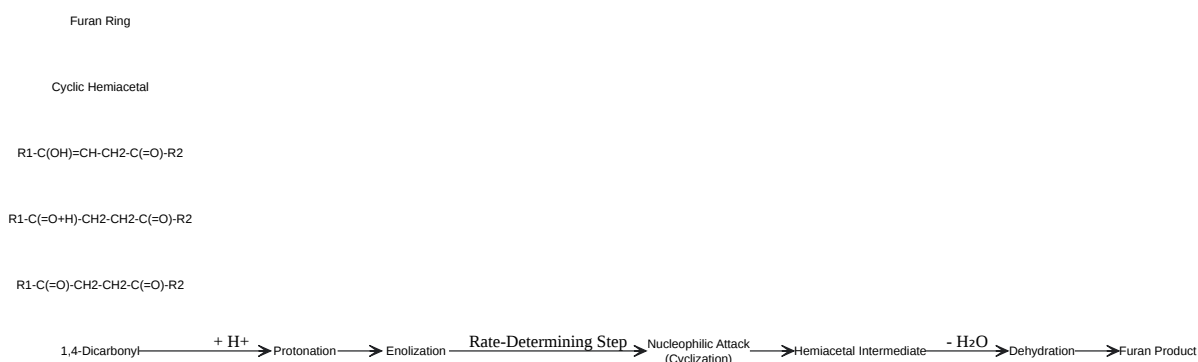 Furan Ring
Cyclic Hemiacetal
R1-C(OH)=CH-CH2-C(=O)-R2
R1-C(=O+H)-CH2-CH2-C(=O)-R2
R1-C(=O)-CH2-CH2-C(=O)-R2
1,4-Dicarbonyl
+ H+
Protonation
Enolization
Rate-Determining Step
Nucleophilic Attack
(Cyclization)
Hemiacetal Intermediate
- H₂O
Dehydration
Furan Product